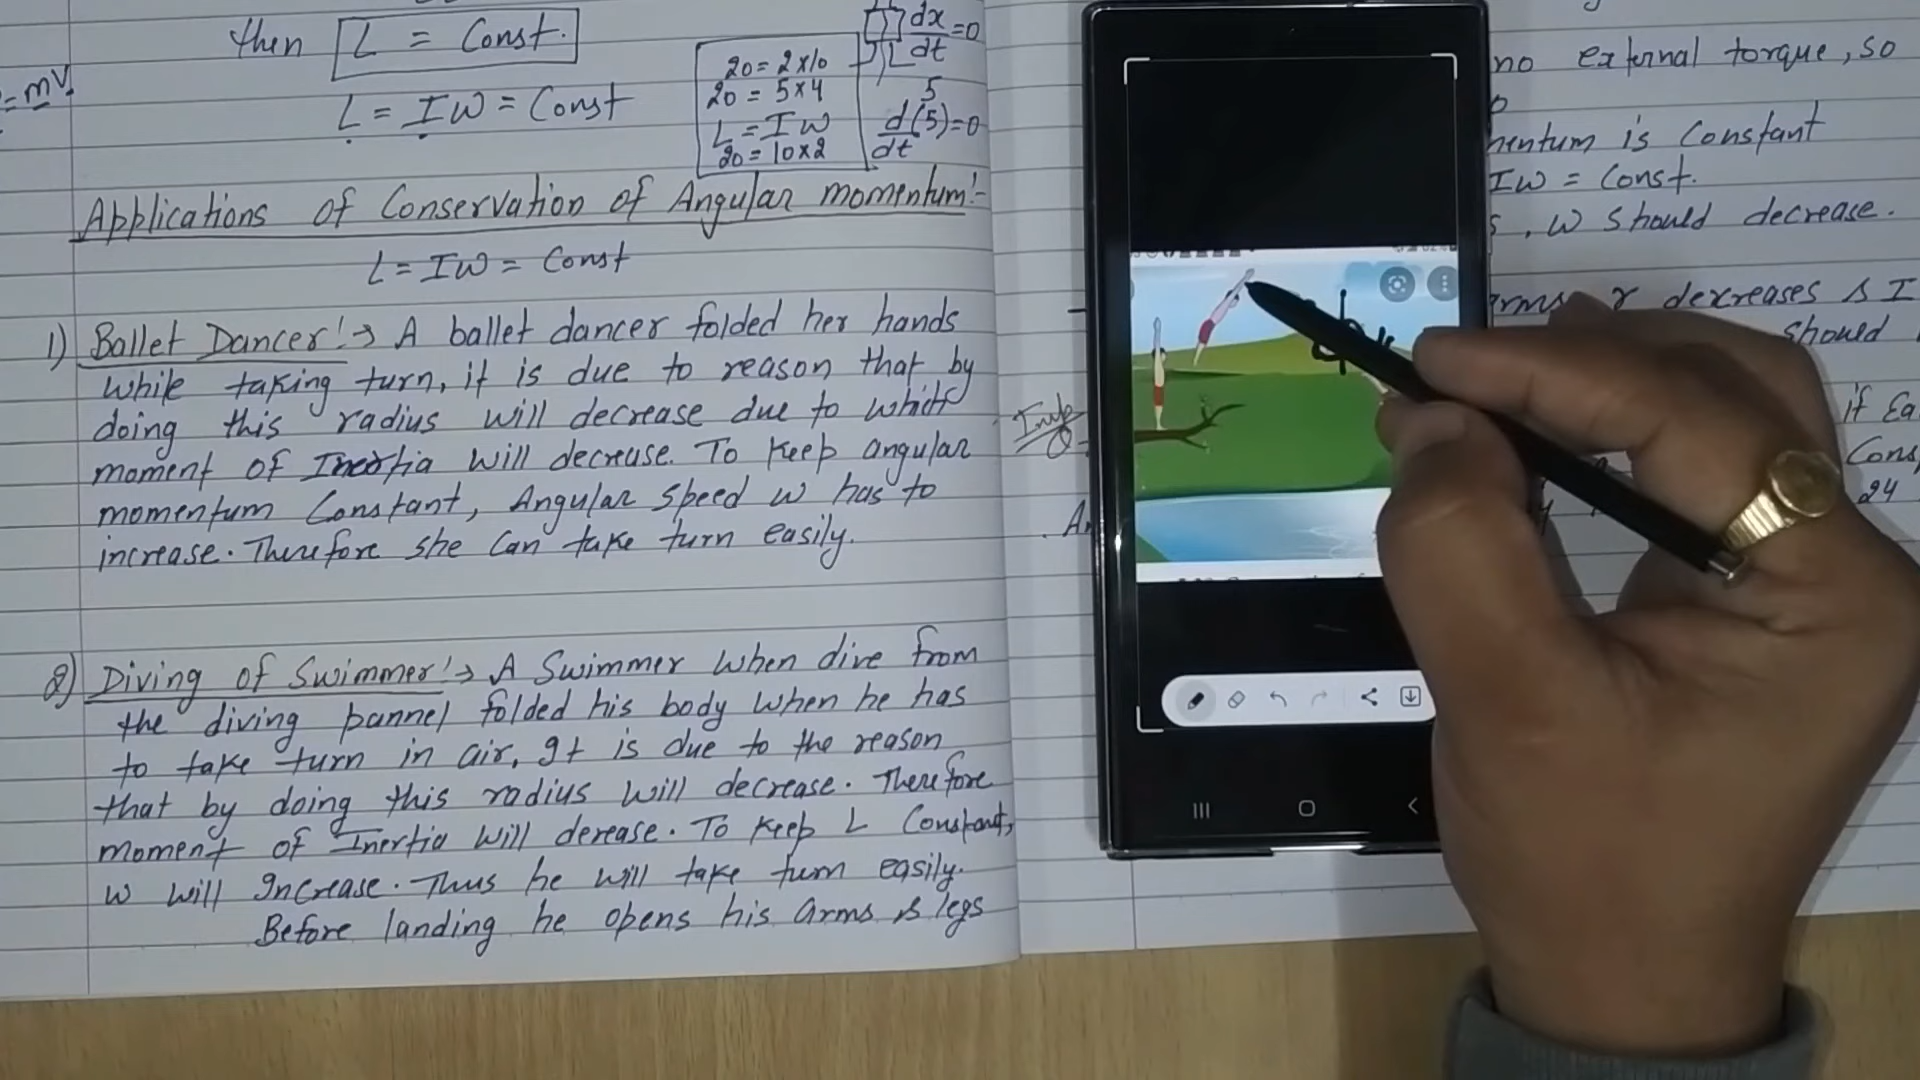 then L = Const.
= mV
L = Iω = Const
20 = 2×10
20 = 5×4
L = Iω
20 = 10×2
dx/dt = 0
5
d(5)/dt = 0
Applications of Conservation of Angular momentum:-
L = Iω = Const
1) Ballet Dancer:→ A ballet dancer folded her hands
while taking turn, it is due to reason that by
doing this radius will decrease due to which
moment of Inertia will decrease. To keep angular
momentum Constant, Angular speed ω has to
increase. Therefore she can take turn easily.
2) Diving of Swimmer:→ A Swimmer when dive from
the diving pannel folded his body when he has
to take turn in air, It is due to the reason
that by doing this radius will decrease. Therefore
moment of Inertia will derease. To keep L Constant,
ω will Increase. Thus he will take turn easily.
Before landing he opens his arms & legs
no external torque, so
mentum is Constant
Iω = Const.
, ω should decrease.
arms r decreases & I
should
if Ea
Cons
24
Imp
Q